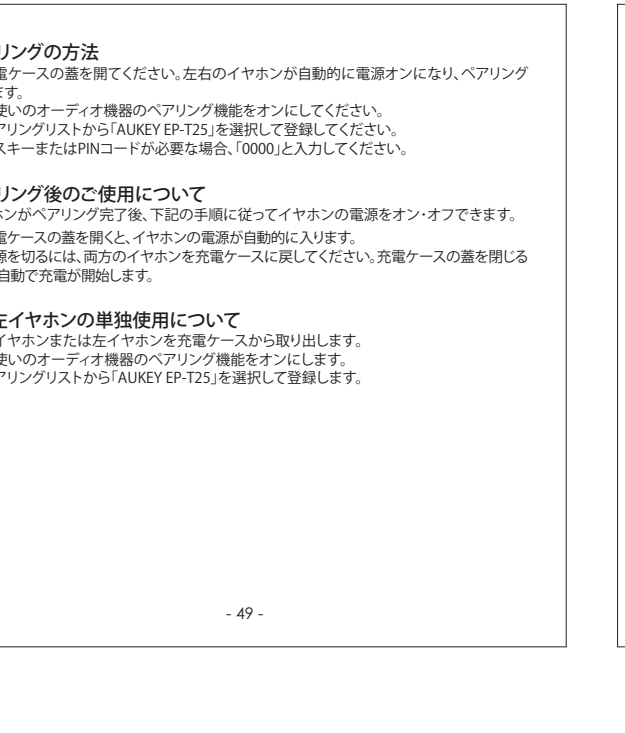 リングの方法
電ケースの蓋を開てください。左右のイヤホンが自動的に電源オンになり、ペアリング
ます。
使いのオーディオ機器のペアリング機能をオンにしてください。
アリングリストから「AUKEY EP-T25」を選択して登録してください。
スキーまたはPINコードが必要な場合、「0000」と入力してください。
リング後のご使用について
ホンがペアリング完了後、下記の手順に従ってイヤホンの電源をオン・オフできます。
電ケースの蓋を開くと、イヤホンの電源が自動的に入ります。
源を切るには、両方のイヤホンを充電ケースに戻してください。充電ケースの蓋を閉じる
自動で充電が開始します。
左イヤホンの単独使用について
イヤホンまたは左イヤホンを充電ケースから取り出します。
使いのオーディオ機器のペアリング機能をオンにします。
アリングリストから「AUKEY EP-T25」を選択して登録します。
- 49 -